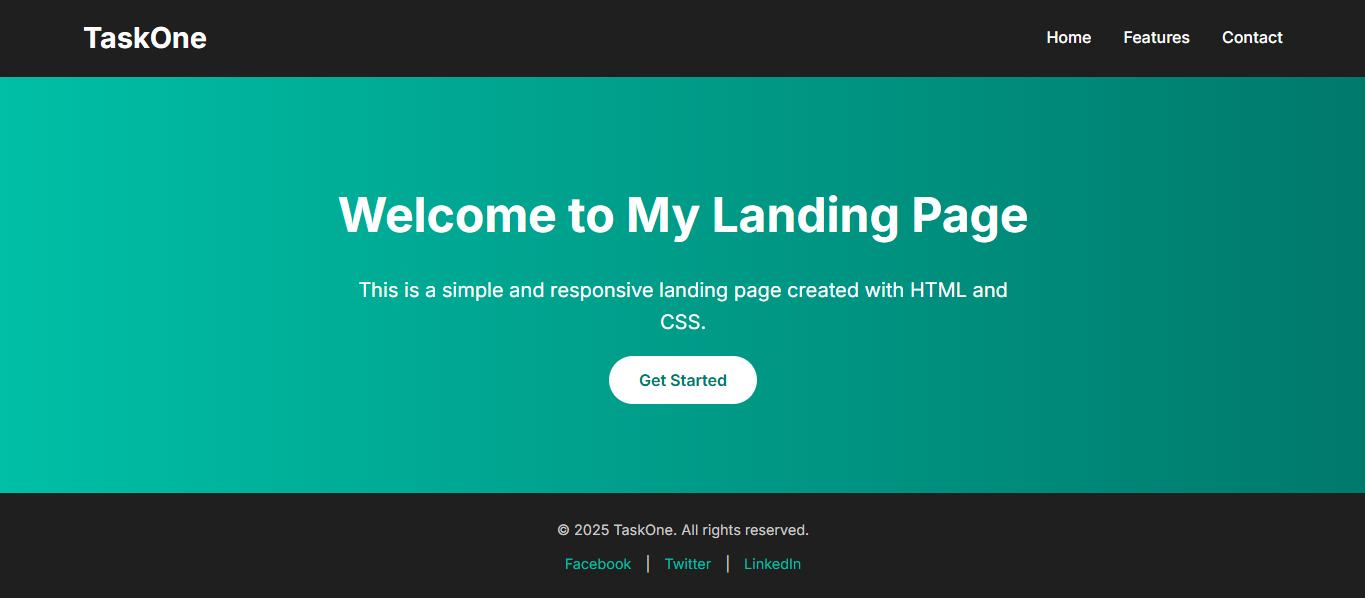 TaskOne
Home Features Contact
Welcome to My Landing Page
This is a simple and responsive landing page created with HTML and
CSS.
Get Started
© 2025 TaskOne. All rights reserved.
Facebook | Twitter | LinkedIn